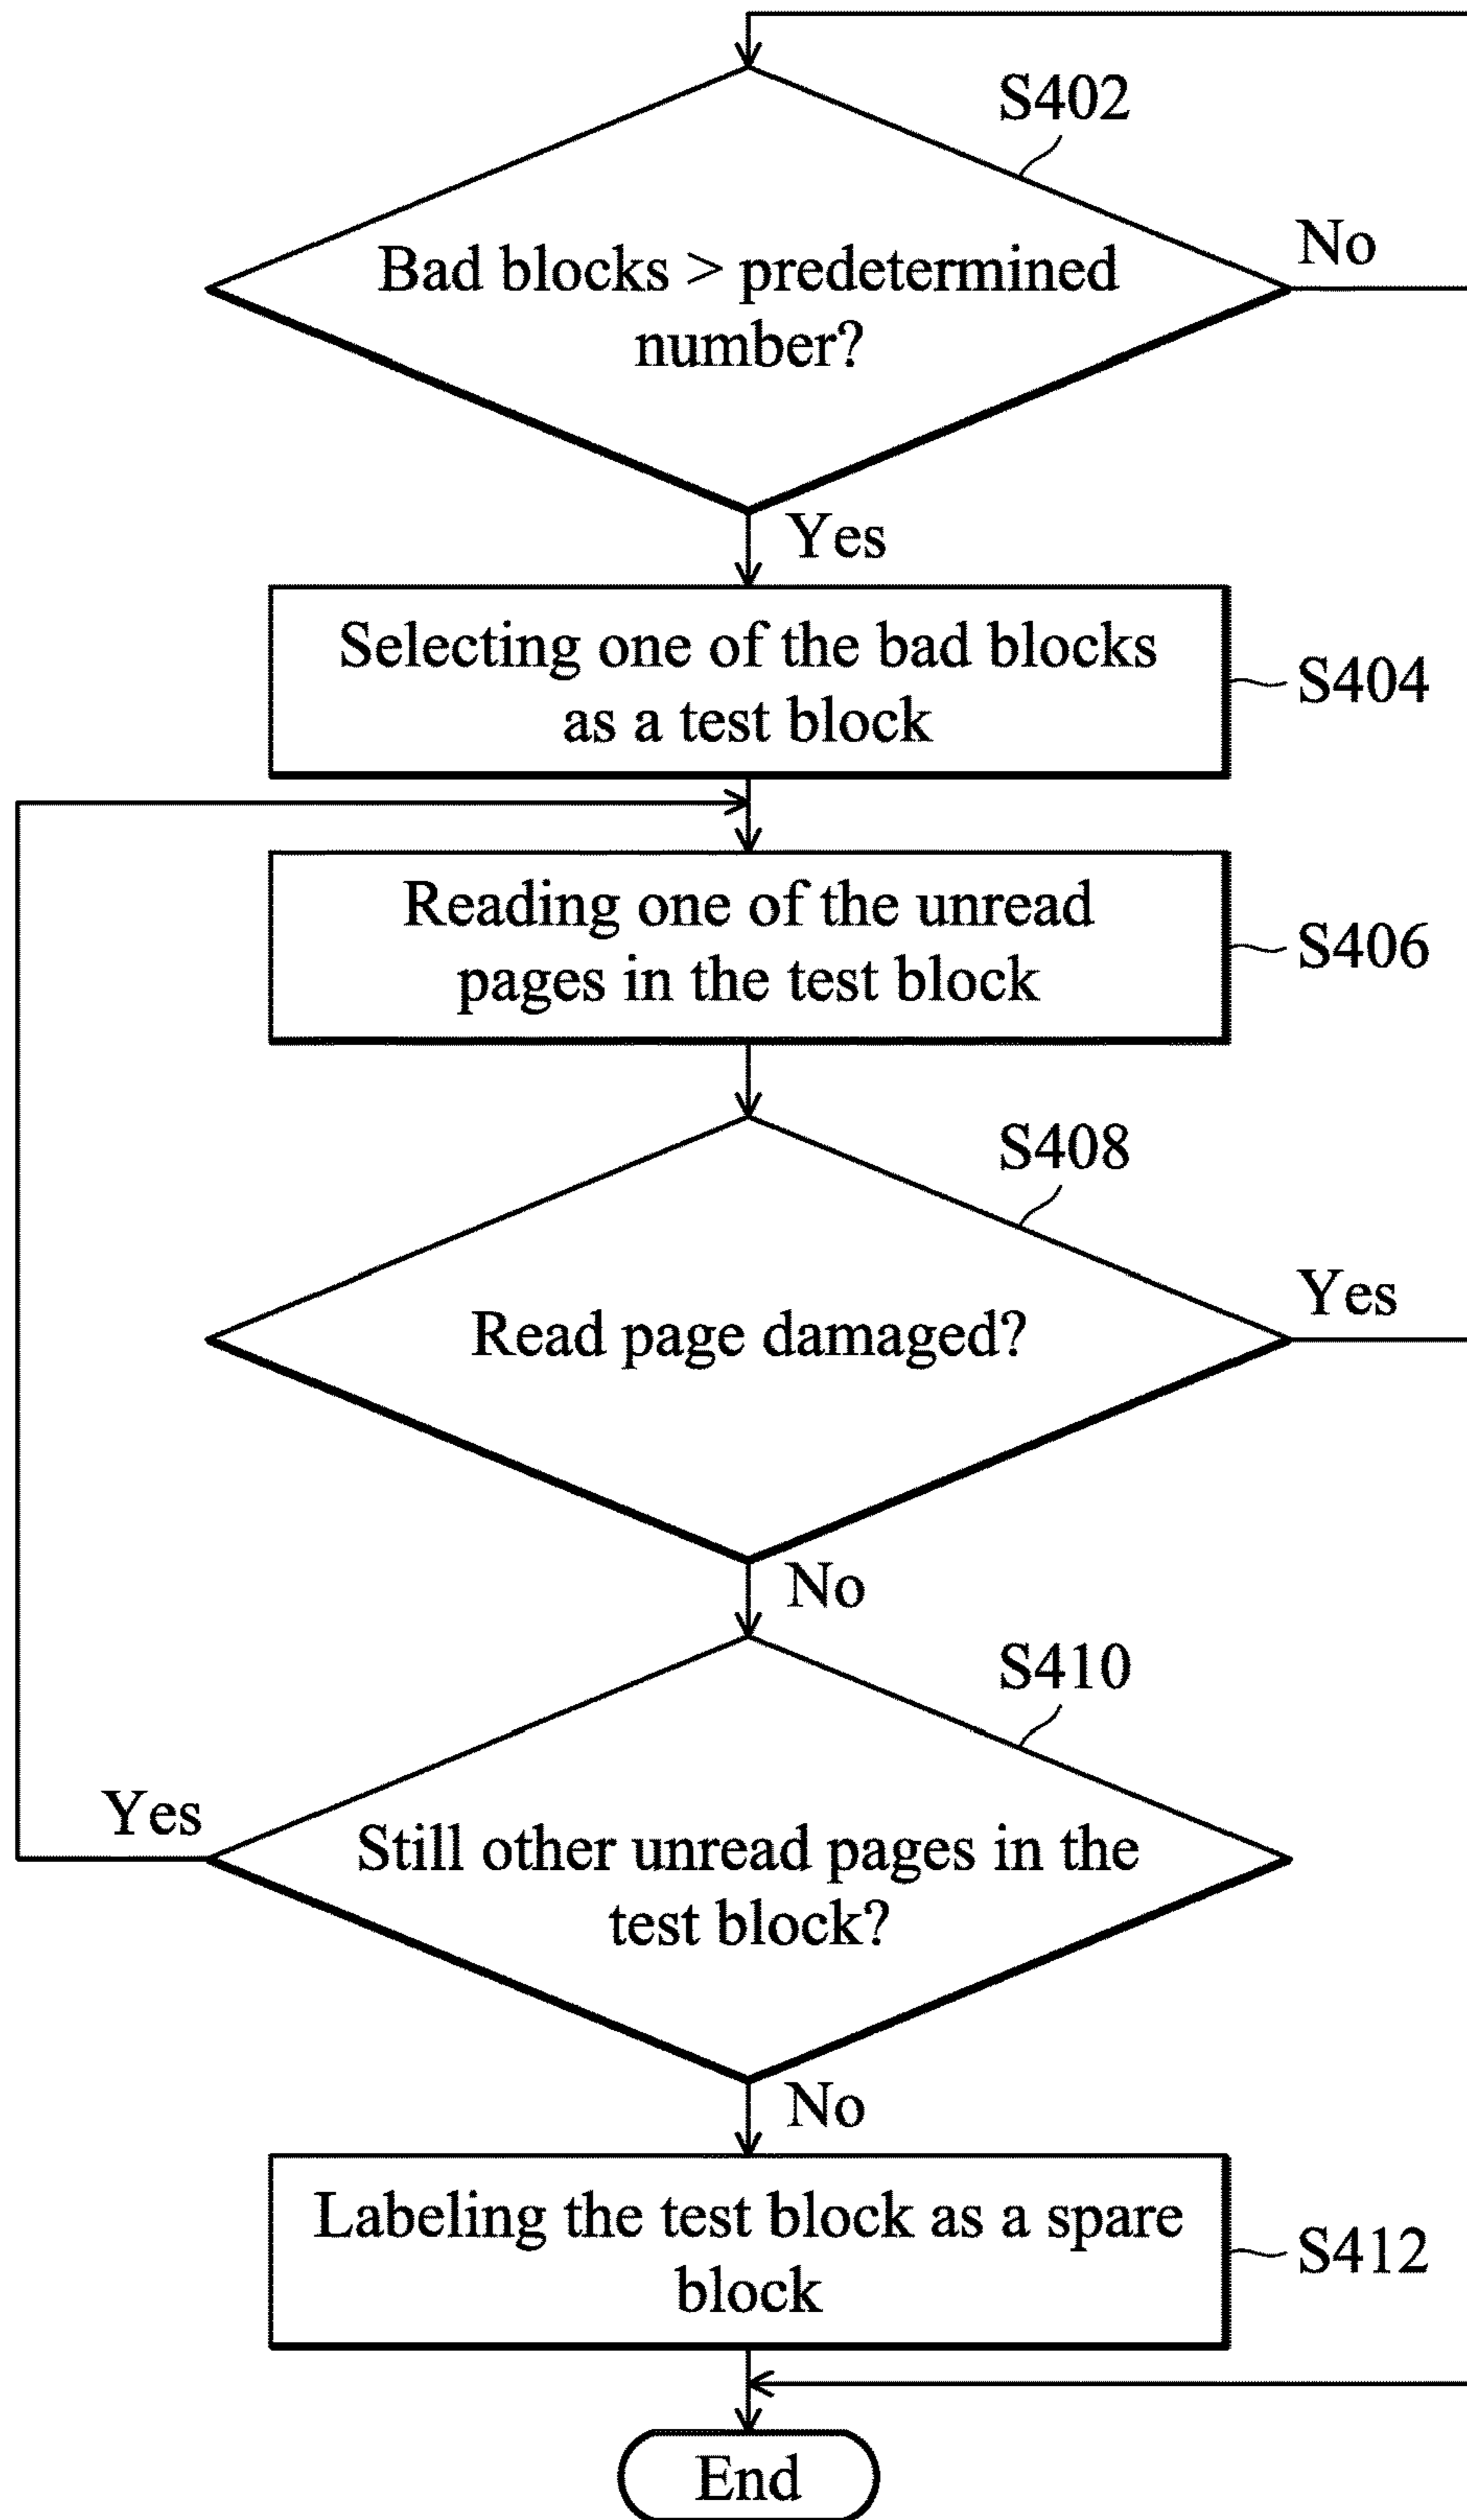 S402
Bad blocks > predetermined
number?
No
Yes
Selecting one of the bad blocks
as a test block
S404
Reading one of the unread
pages in the test block
S406
S408
Read page damaged?
Yes
No
S410
Yes
Still other unread pages in the
test block?
No
Labeling the test block as a spare
block
S412
End